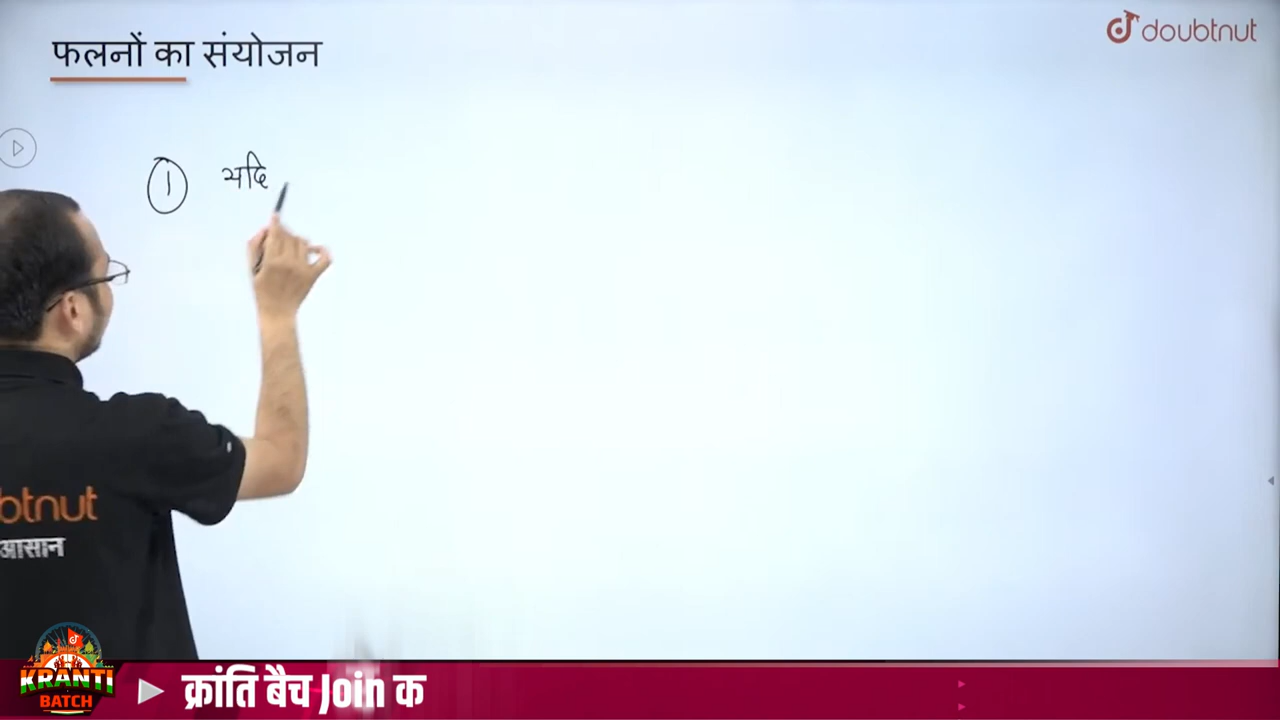 फलनों का संयोजन
doubtnut
① यदि
btnut
आसान
KRANTI
BATCH
क्रांति बैच Join क